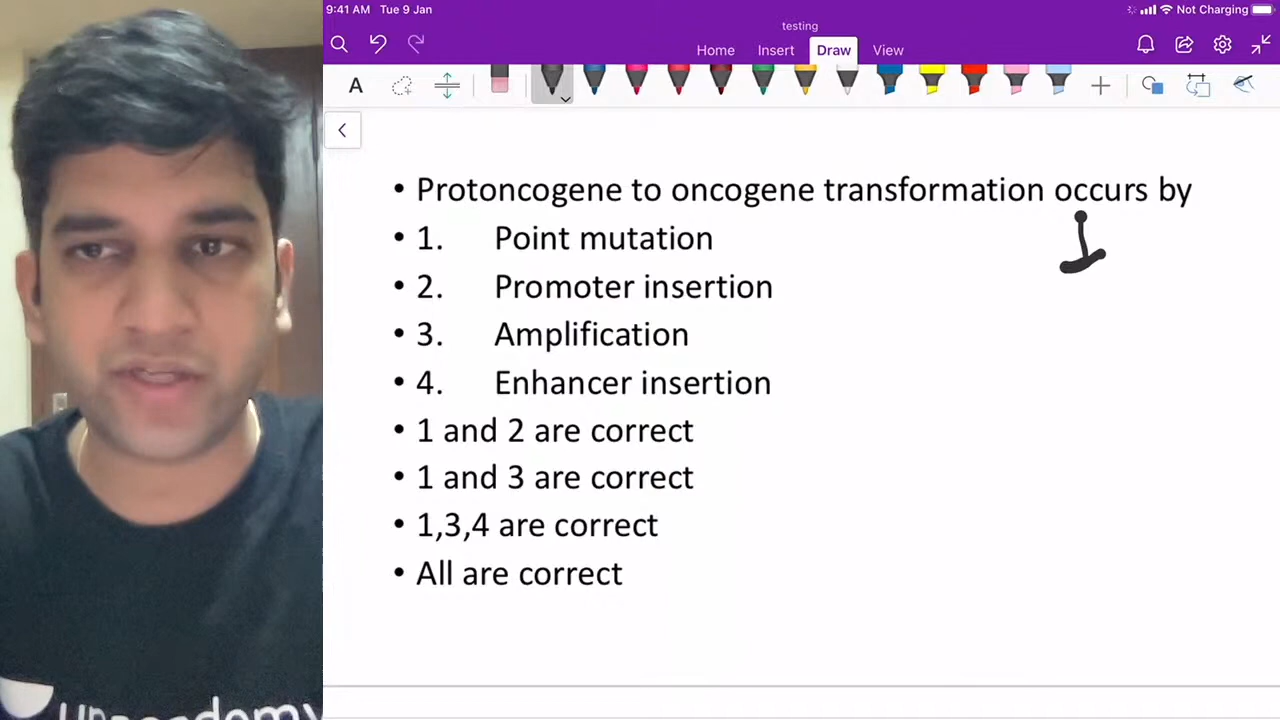 9:41 AM Tue 9 Jan
Not Charging
testing
Home Insert Draw View
A
• Protoncogene to oncogene transformation occurs by
• 1. Point mutation
• 2. Promoter insertion
• 3. Amplification
• 4. Enhancer insertion
• 1 and 2 are correct
• 1 and 3 are correct
• 1,3,4 are correct
• All are correct
unacademy